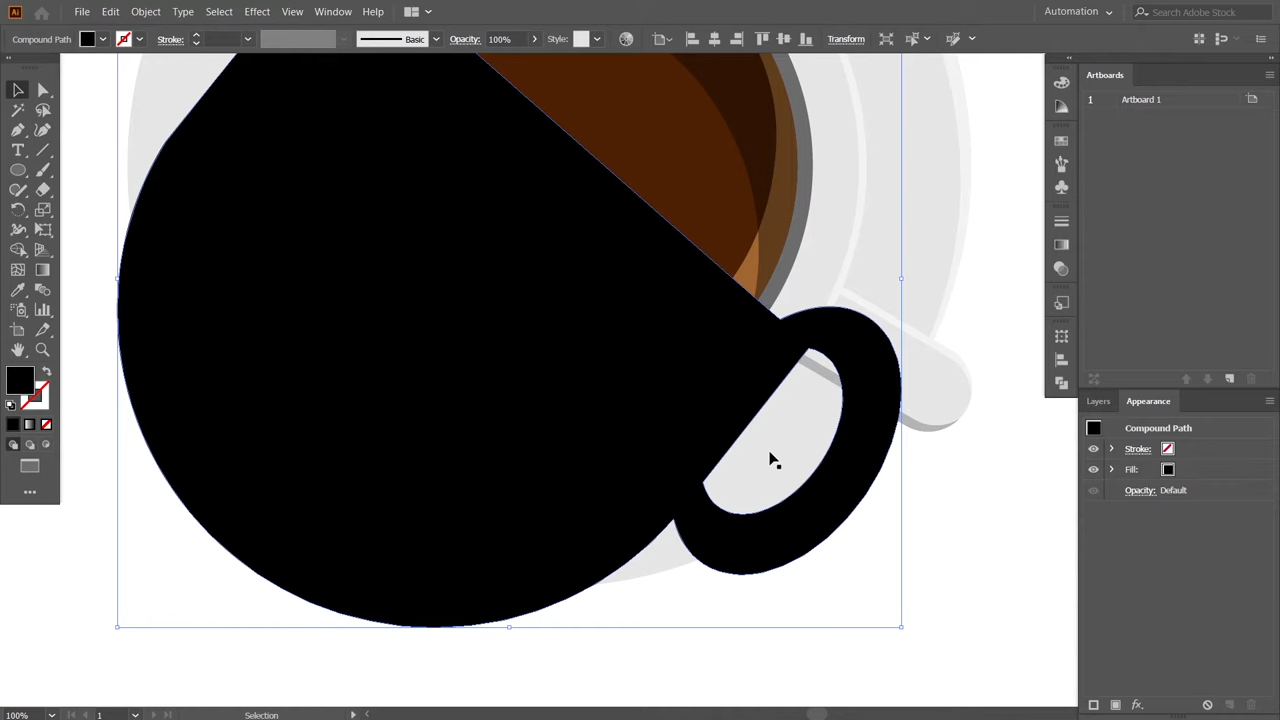 Ai File Edit Object Type Select Effect View Window Help Automation Search Adobe Stock
Compound Path Stroke: Basic Opacity: 100% Style: Transform
Artboards
1 Artboard 1
Layers Appearance
Compound Path
Stroke:
Fill:
Opacity: Default
fx.
100% 1 Selection